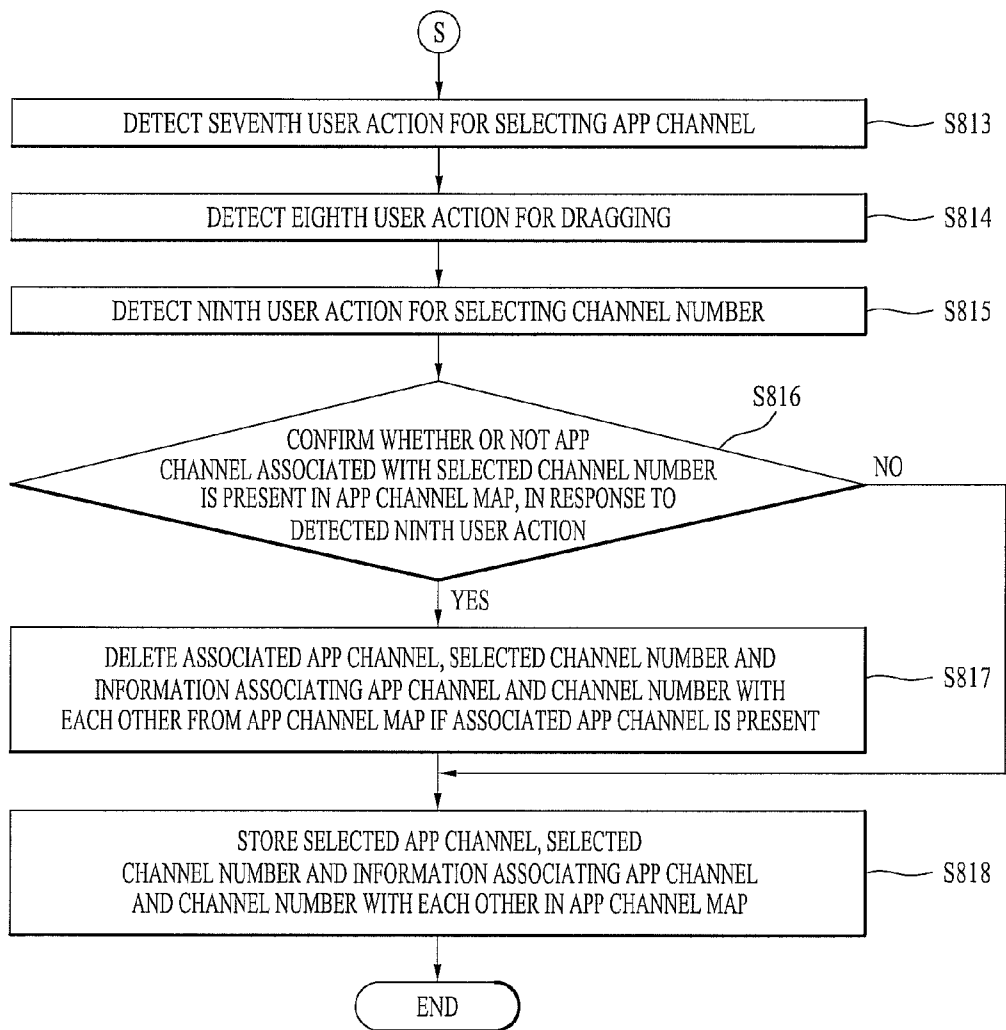 S
DETECT SEVENTH USER ACTION FOR SELECTING APP CHANNEL
S813
DETECT EIGHTH USER ACTION FOR DRAGGING
S814
DETECT NINTH USER ACTION FOR SELECTING CHANNEL NUMBER
S815
S816
CONFIRM WHETHER OR NOT APP
CHANNEL ASSOCIATED WITH SELECTED CHANNEL NUMBER
IS PRESENT IN APP CHANNEL MAP, IN RESPONSE TO
DETECTED NINTH USER ACTION
NO
YES
DELETE ASSOCIATED APP CHANNEL, SELECTED CHANNEL NUMBER AND
INFORMATION ASSOCIATING APP CHANNEL AND CHANNEL NUMBER WITH
EACH OTHER FROM APP CHANNEL MAP IF ASSOCIATED APP CHANNEL IS PRESENT
S817
STORE SELECTED APP CHANNEL, SELECTED
CHANNEL NUMBER AND INFORMATION ASSOCIATING APP CHANNEL
AND CHANNEL NUMBER WITH EACH OTHER IN APP CHANNEL MAP
S818
END